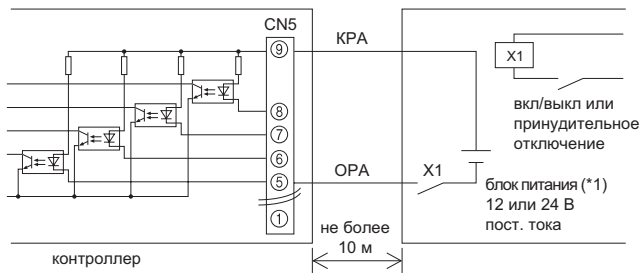 CN5
КРА
9
8
7
6
5
1
ОРА
X1
X1
вкл/выкл или
принудительное
отключение
блок питания (*1)
12 или 24 В
пост. тока
не более
10 м
контроллер